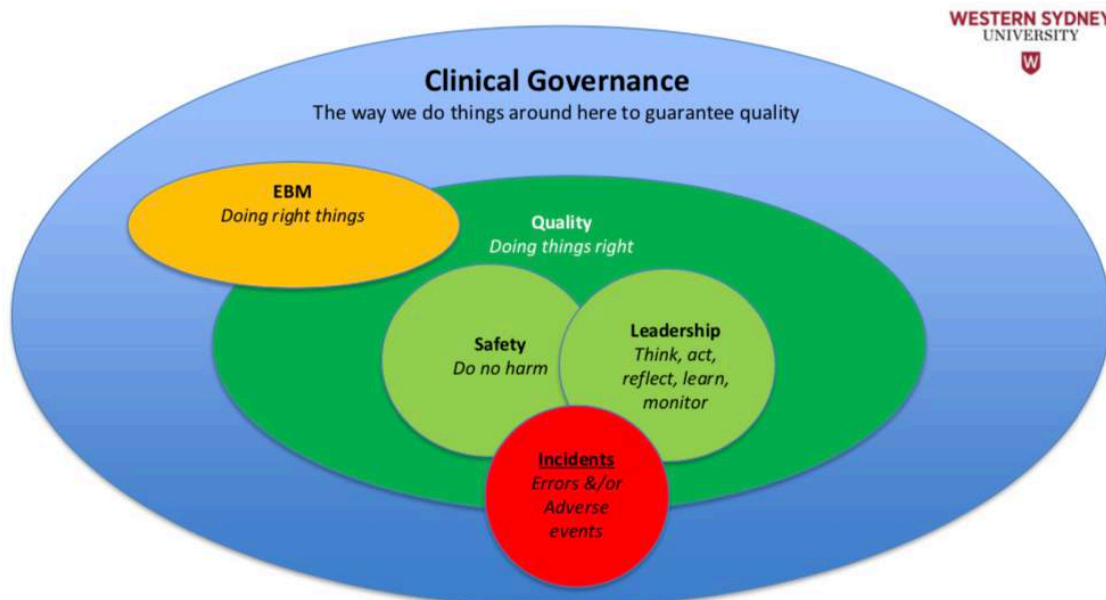 WESTERN SYDNEY
UNIVERSITY
W
Clinical Governance
The way we do things around here to guarantee quality
EBM
Doing right things
Quality
Doing things right
Safety
Do no harm
Leadership
Think, act,
reflect, learn,
monitor
Incidents
Errors &/or
Adverse
events